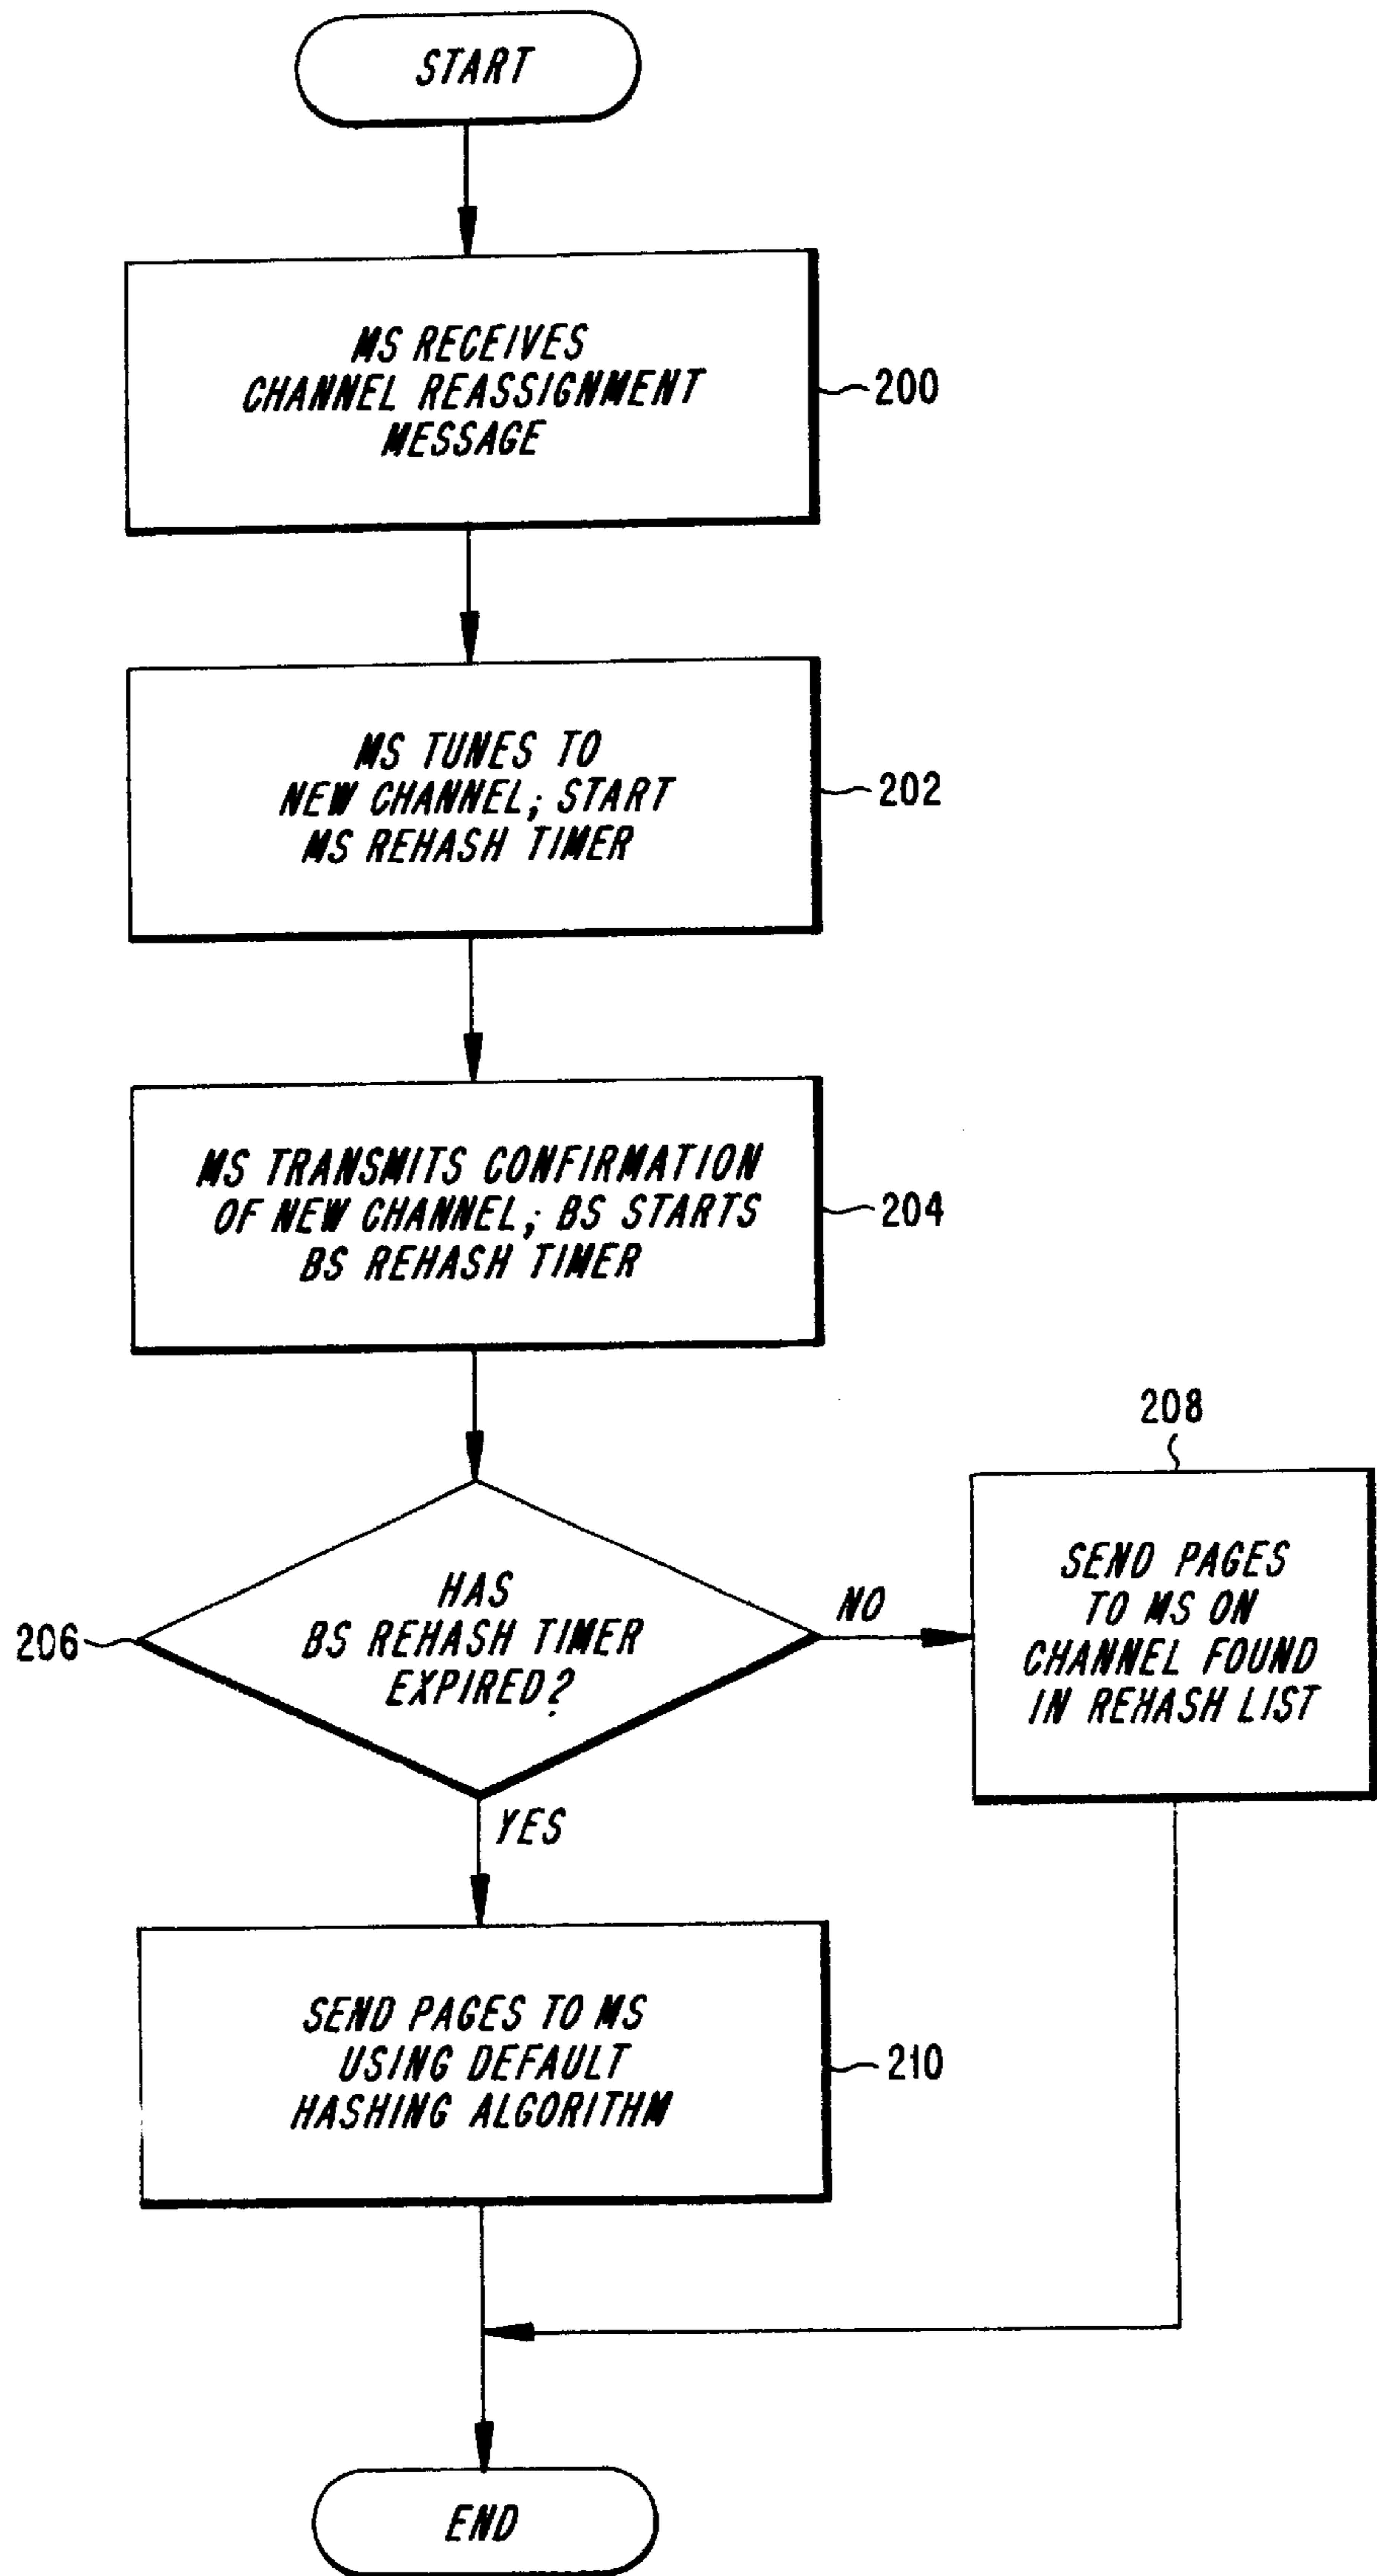 START
MS RECEIVES
CHANNEL REASSIGNMENT
MESSAGE
200
MS TUNES TO
NEW CHANNEL; START
MS REHASH TIMER
202
MS TRANSMITS CONFIRMATION
OF NEW CHANNEL; BS STARTS
BS REHASH TIMER
204
HAS
BS REHASH TIMER
EXPIRED?
206
NO
208
SEND PAGES
TO MS ON
CHANNEL FOUND
IN REHASH LIST
YES
SEND PAGES TO MS
USING DEFAULT
HASHING ALGORITHM
210
END